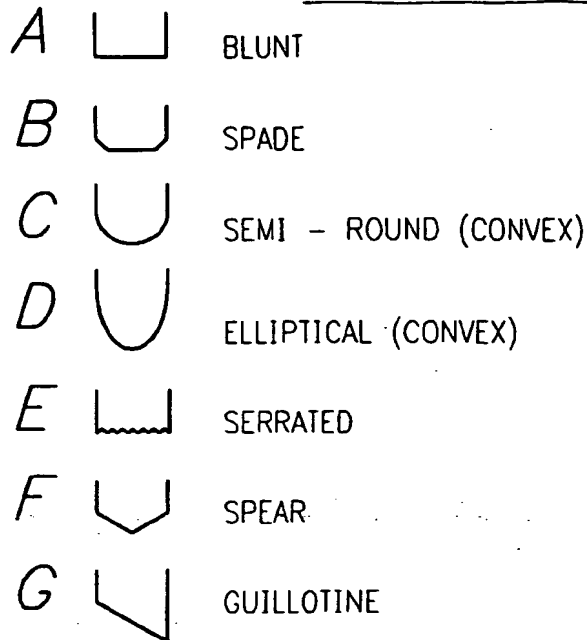 A BLUNT
B SPADE
C SEMI - ROUND (CONVEX)
D ELLIPTICAL (CONVEX)
E SERRATED
F SPEAR
G GUILLOTINE